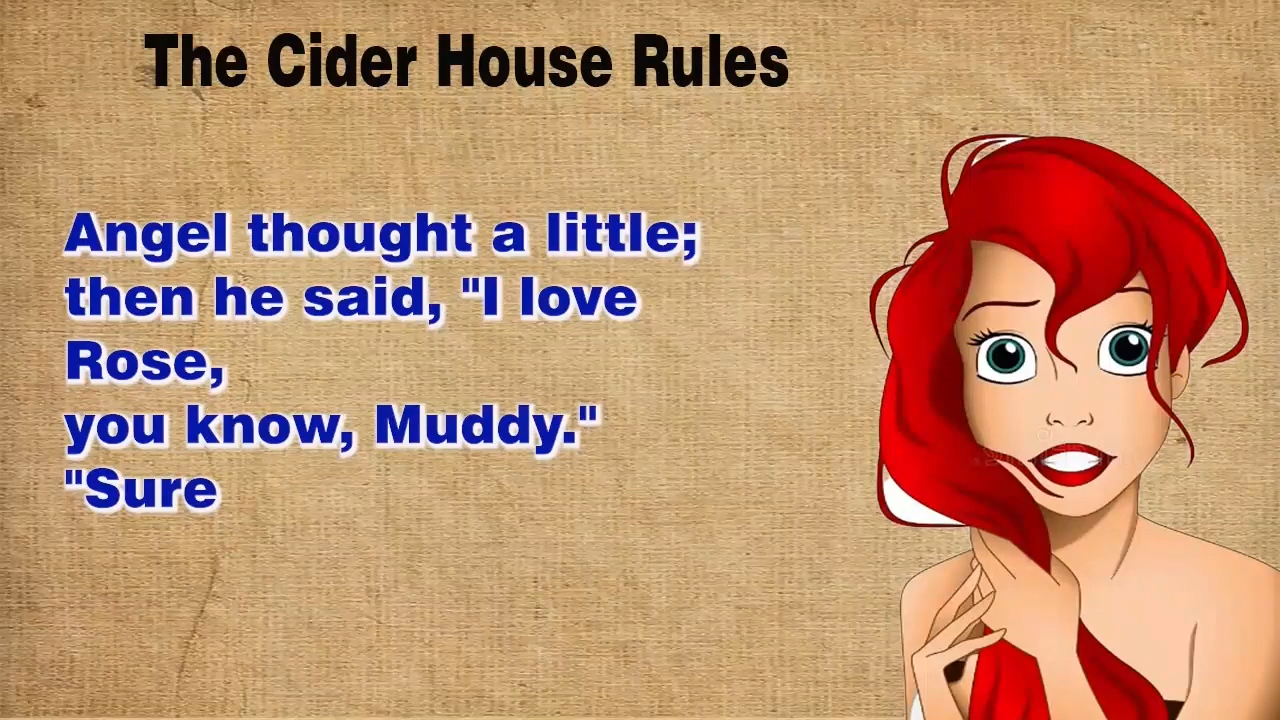 The Cider House Rules
Angel thought a little;
then he said, "I love
Rose,
you know, Muddy."
"Sure